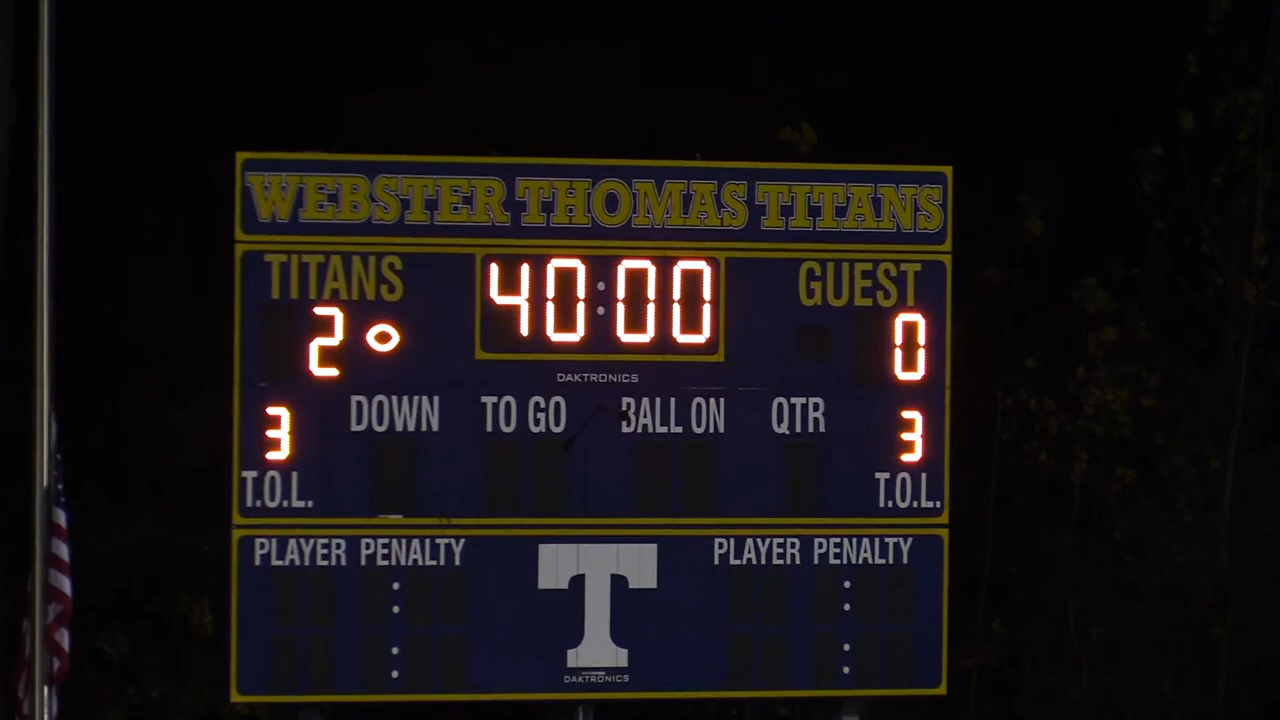 WEBSTER THOMAS TITANS
TITANS 40:00 GUEST
2 0
DAKTRONICS
DOWN TO GO BALL ON QTR
3 3
T.O.L. T.O.L.
PLAYER PENALTY PLAYER PENALTY
T
DAKTRONICS